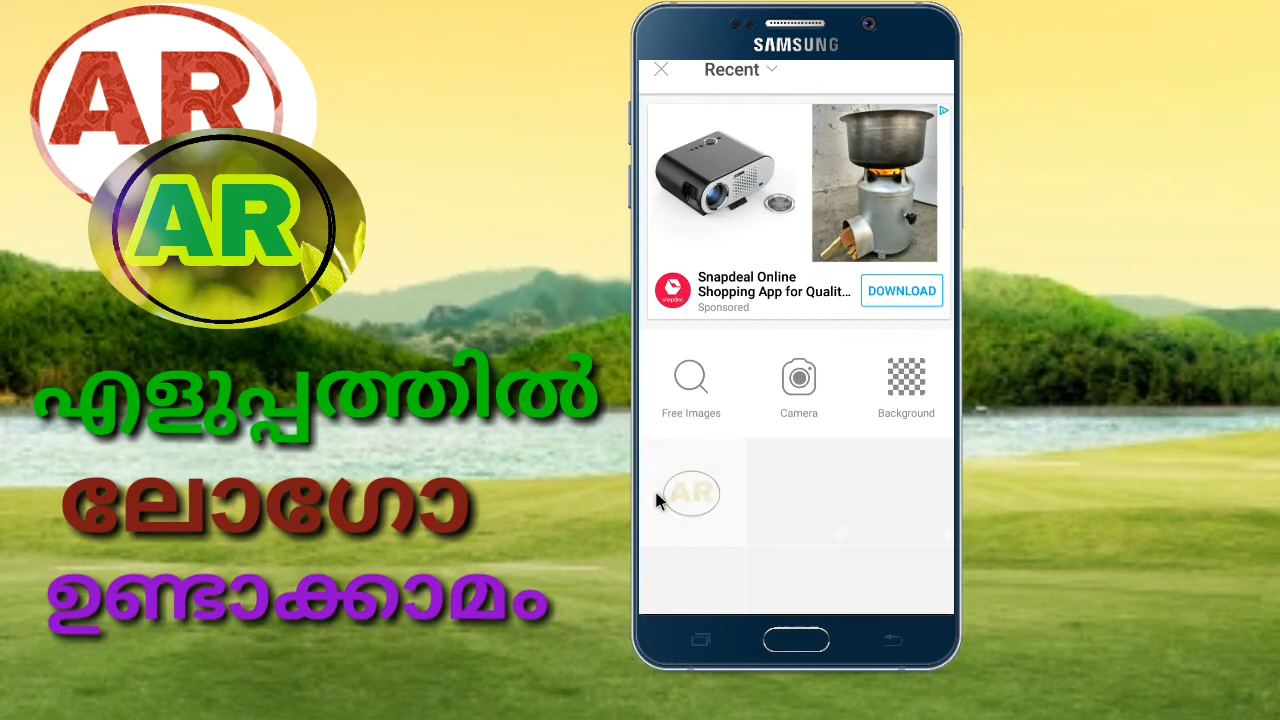 AR
AR
എളുപ്പത്തിൽ
ലോഗോ
ഉണ്ടാക്കാമം
SAMSUNG
Recent
Snapdeal Online
Shopping App for Qualit...
Sponsored
DOWNLOAD
snapdeal
Free Images
Camera
Background
AR